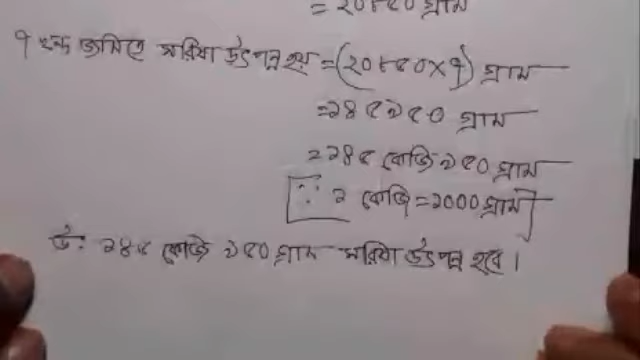 = ২০৮৫০ গ্রাম
৭ খন্ড জমিতে সরিষা উৎপন্ন হয় = (২০৮৫০×৭) গ্রাম
=১৪৫৯৫০ গ্রাম
=১৪৫ কেজি ৯৫০ গ্রাম
[∵ ১ কেজি =১০০০ গ্রাম]
উ: ১৪৫ কেজি ৯৫০ গ্রাম সরিষা উৎপন্ন হবে।